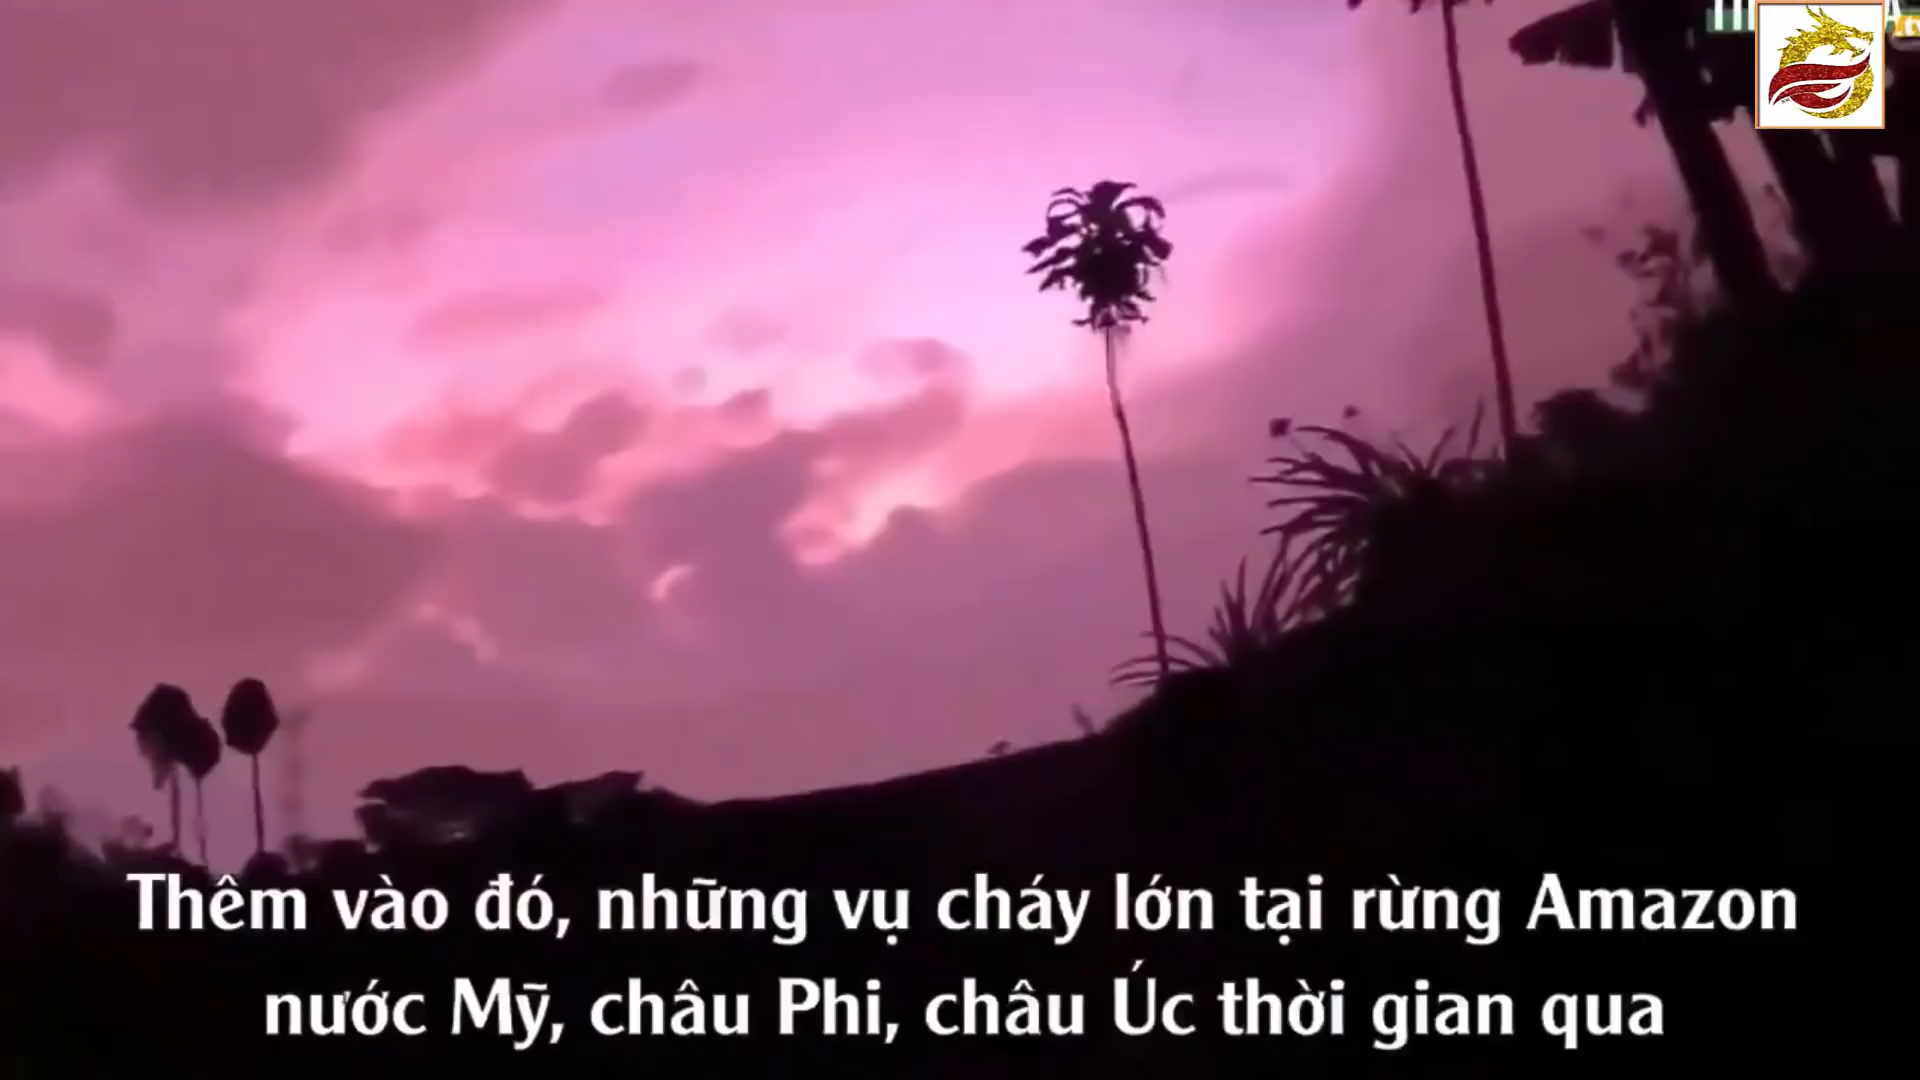 Thêm vào đó, những vụ cháy lớn tại rừng Amazon
nước Mỹ, châu Phi, châu Úc thời gian qua